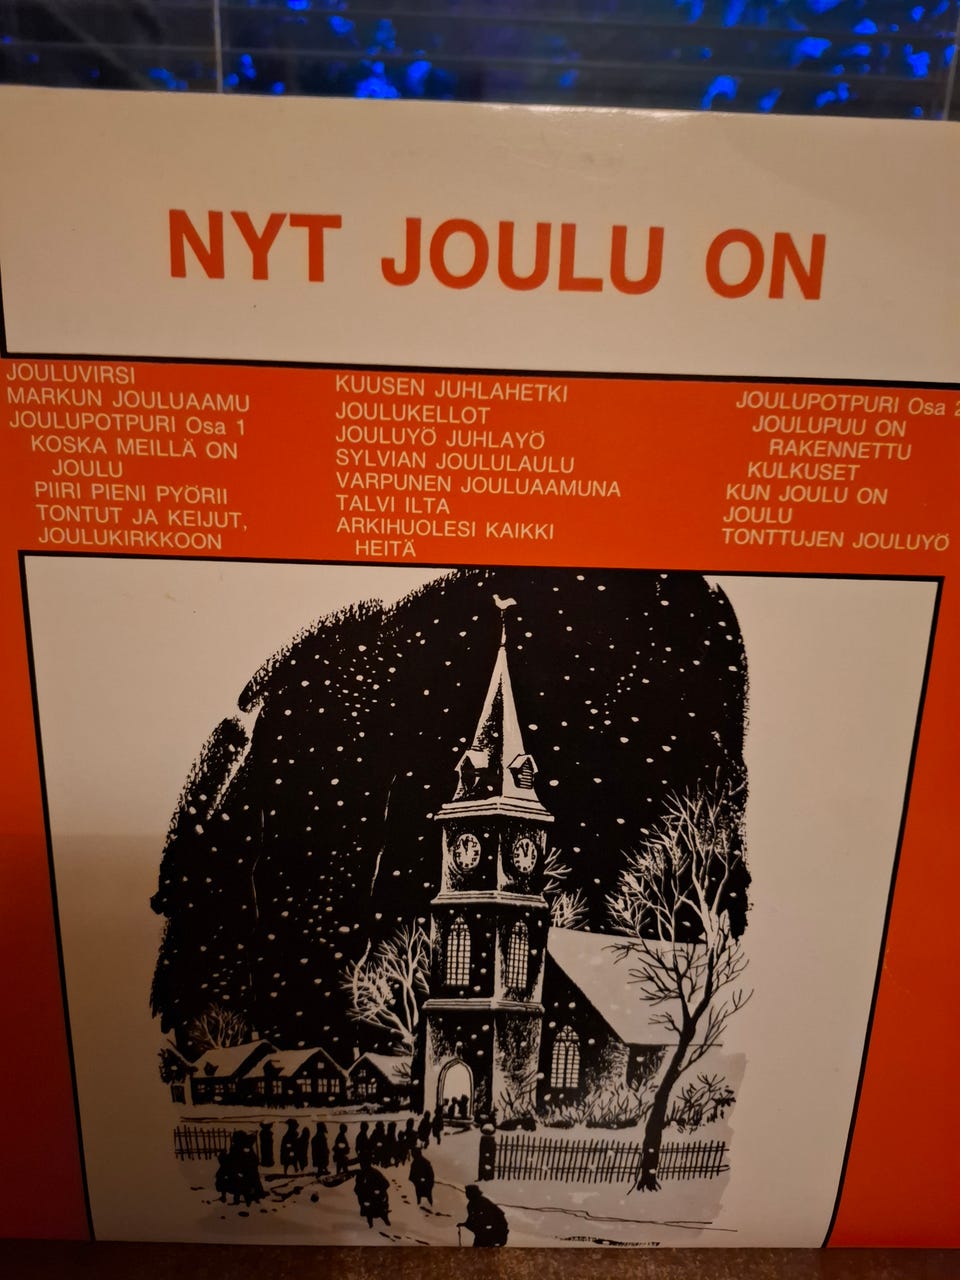 NYT JOULU ON
JOULUVIRSI
MARKUN JOULUAAMU
JOULUPOTPURI Osa 1
KOSKA MEILLÄ ON
JOULU
PIIRI PIENI PYÖRII
TONTUT JA KEIJUT,
JOULUKIRKKOON
KUUSEN JUHLAHETKI
JOULUKELLOT
JOULUYÖ JUHLAYÖ
SYLVIAN JOULULAULU
VARPUNEN JOULUAAMUNA
TALVI ILTA
ARKIHUOLESI KAIKKI
HEITÄ
JOULUPOTPURI Osa 2
JOULUPUU ON
RAKENNETTU
KULKUSET
KUN JOULU ON
JOULU
TONTTUJEN JOULUYÖ